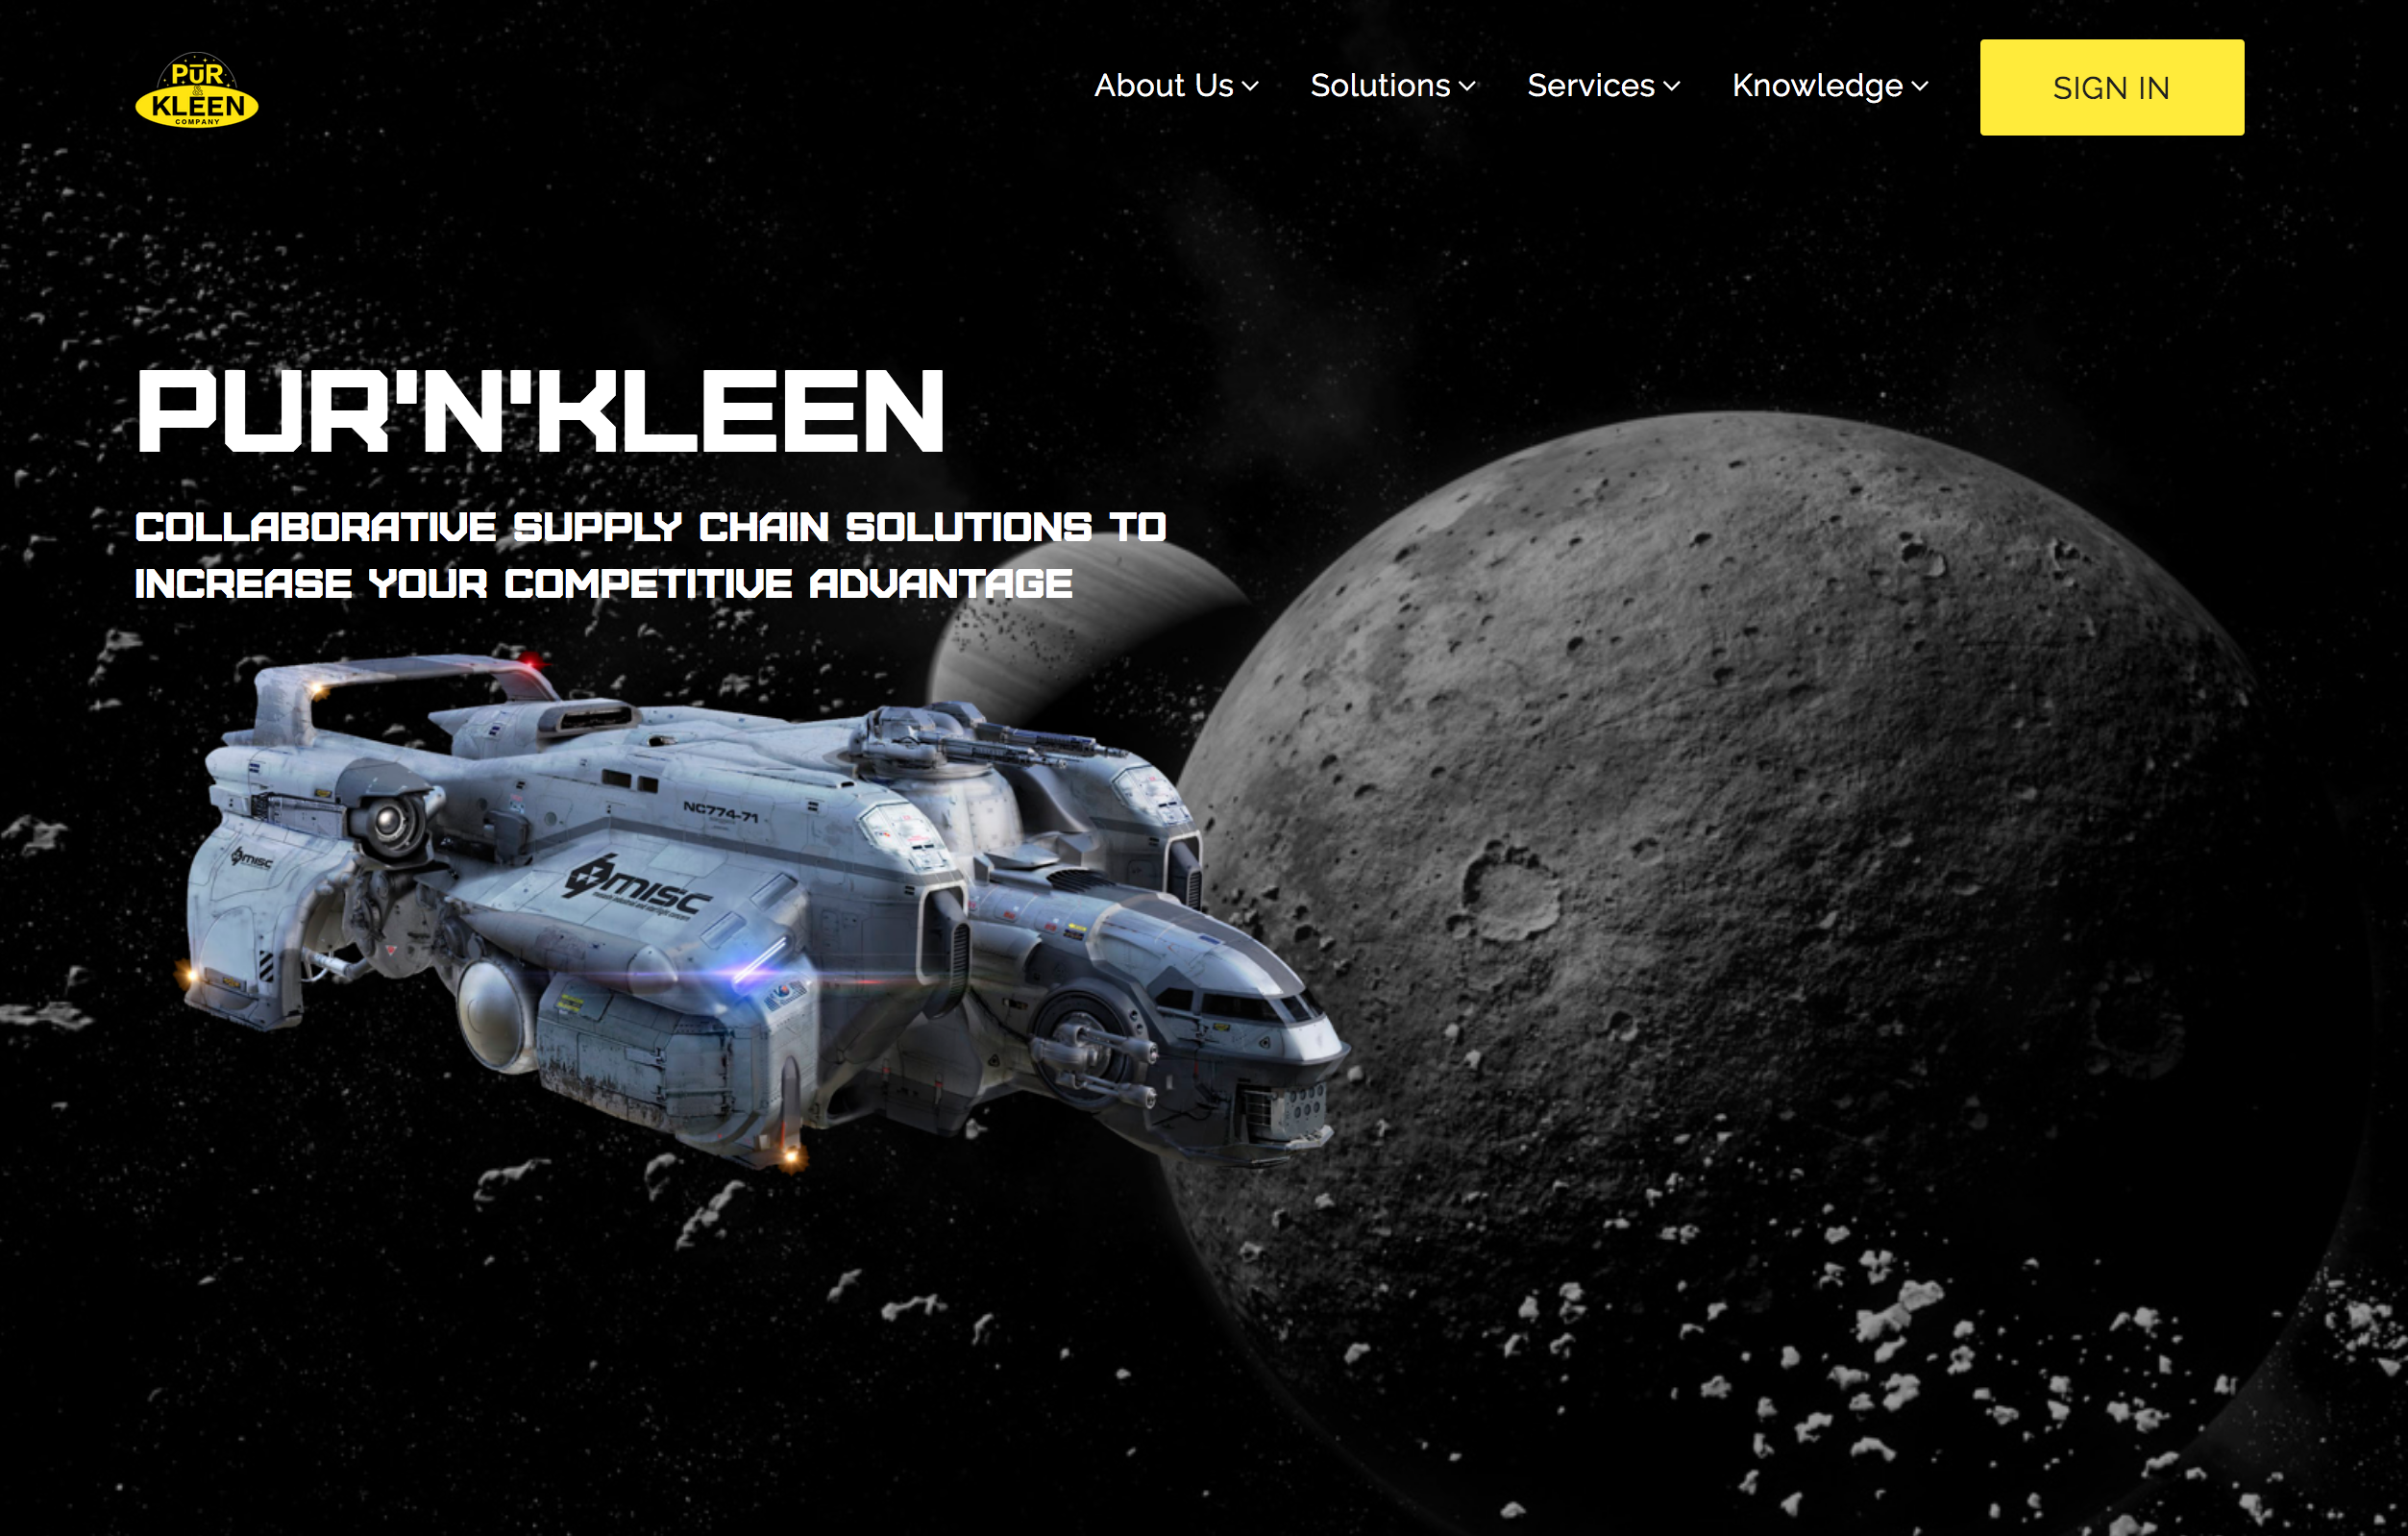 PūR
&
KLEEN
COMPANY
About Us
Solutions
Services
Knowledge
SIGN IN
PUR'N'KLEEN
COLLABORATIVE SUPPLY CHAIN SOLUTIONS TO
INCREASE YOUR COMPETITIVE ADVANTAGE
NC774-71
MISC
MISC